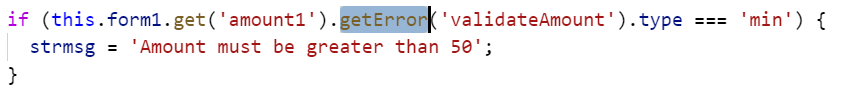 if (this.form1.get('amount1').getError('validateAmount').type === 'min') {
strmsg = 'Amount must be greater than 50';
}